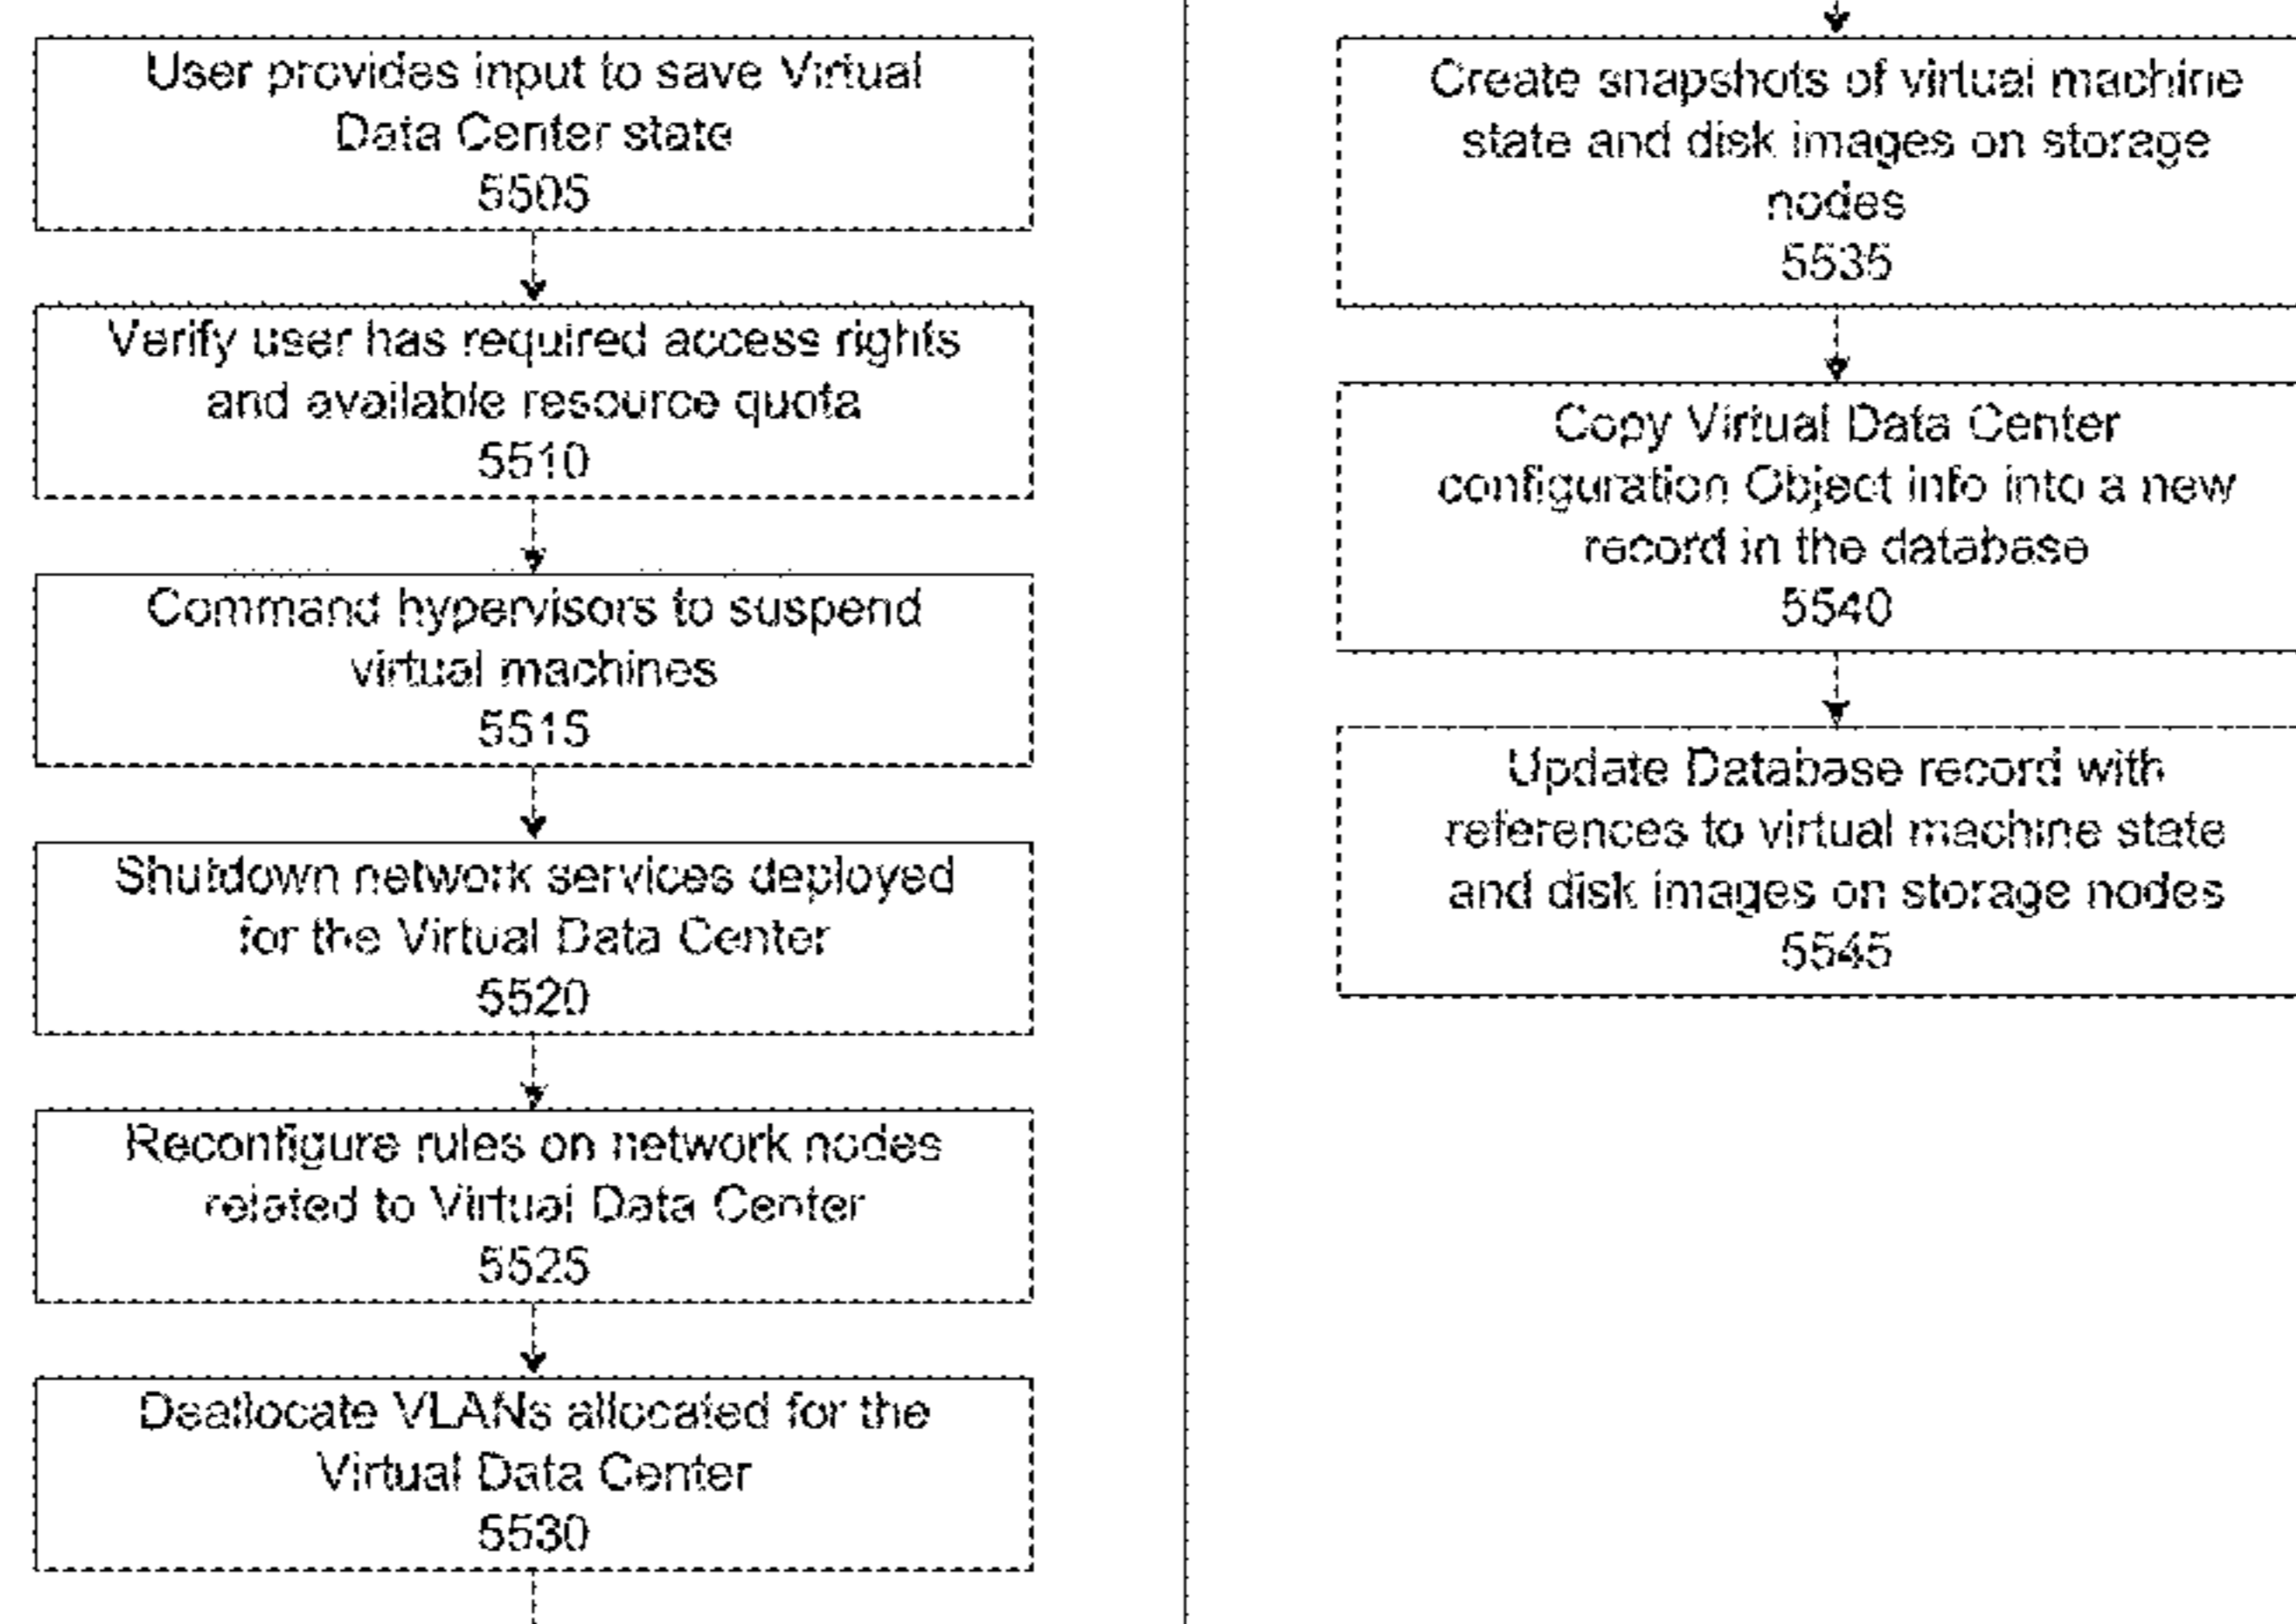 User provides input to save Virtual
Data Center state
5505
Verify user has required access rights
and available resource quota
5510
Command hypervisors to suspend
virtual machines
5515
Shutdown network services deployed
for the Virtual Data Center
5520
Reconfigure rules on network nodes
related to Virtual Data Center
5525
Deallocate VLANs allocated for the
Virtual Data Center
5530
Create snapshots of virtual machine
state and disk images on storage
nodes
5535
Copy Virtual Data Center
configuration Object info into a new
record in the database
5540
Update Database record with
references to virtual machine state
and disk images on storage nodes
5545